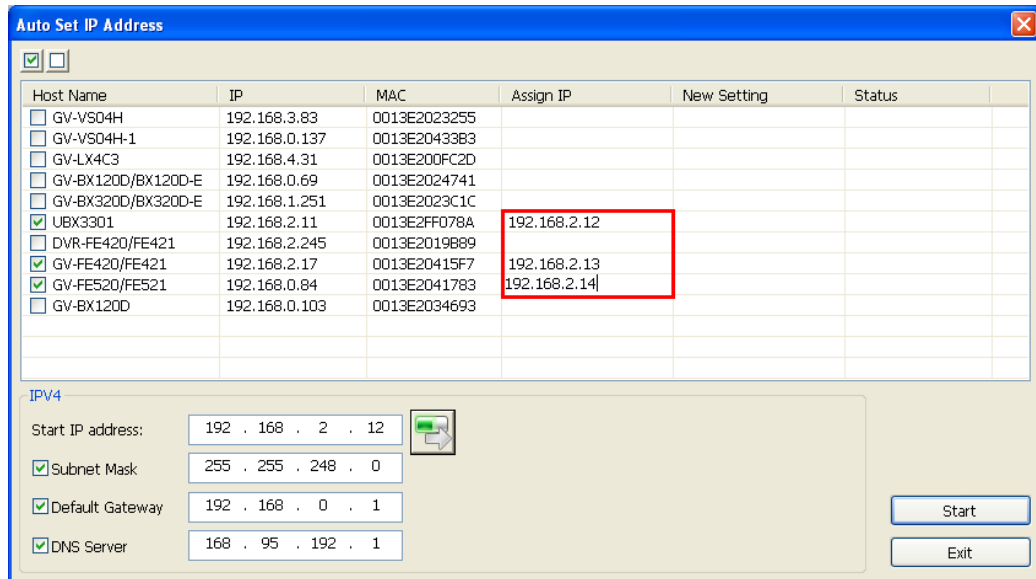 Auto Set IP Address
Host Name IP MAC Assign IP New Setting Status
GV-VS04H 192.168.3.83 0013E2023255
GV-VS04H-1 192.168.0.137 0013E20433B3
GV-LX4C3 192.168.4.31 0013E200FC2D
GV-BX120D/BX120D-E 192.168.0.69 0013E2024741
GV-BX320D/BX320D-E 192.168.1.251 0013E2023C1C
UBX3301 192.168.2.11 0013E2FF078A 192.168.2.12
DVR-FE420/FE421 192.168.2.245 0013E2019B89
GV-FE420/FE421 192.168.2.17 0013E20415F7 192.168.2.13
GV-FE520/FE521 192.168.0.84 0013E2041783 192.168.2.14
GV-BX120D 192.168.0.103 0013E2034693
IPV4
Start IP address: 192 . 168 . 2 . 12
Subnet Mask 255 . 255 . 248 . 0
Default Gateway 192 . 168 . 0 . 1
Start
DNS Server 168 . 95 . 192 . 1
Exit